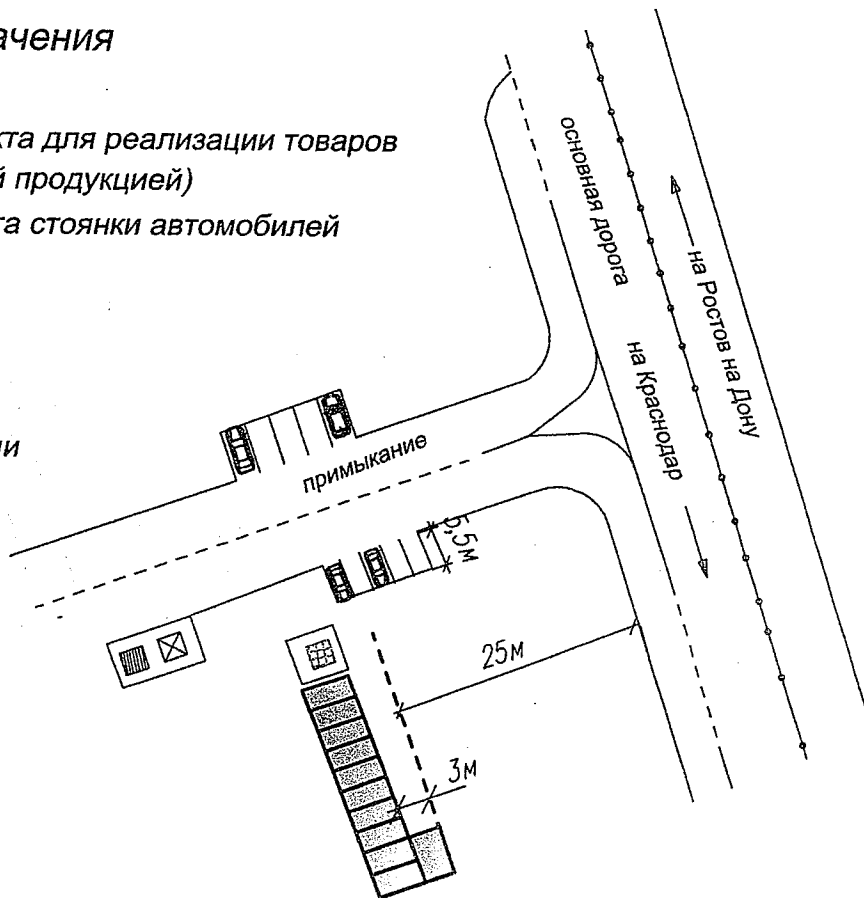 ачения
кта для реализации товаров
й продукцией)
та стоянки автомобилей
и
основная дорога
на Ростов на Дону
на Краснодар
примыкание
5,5м
25м
3м